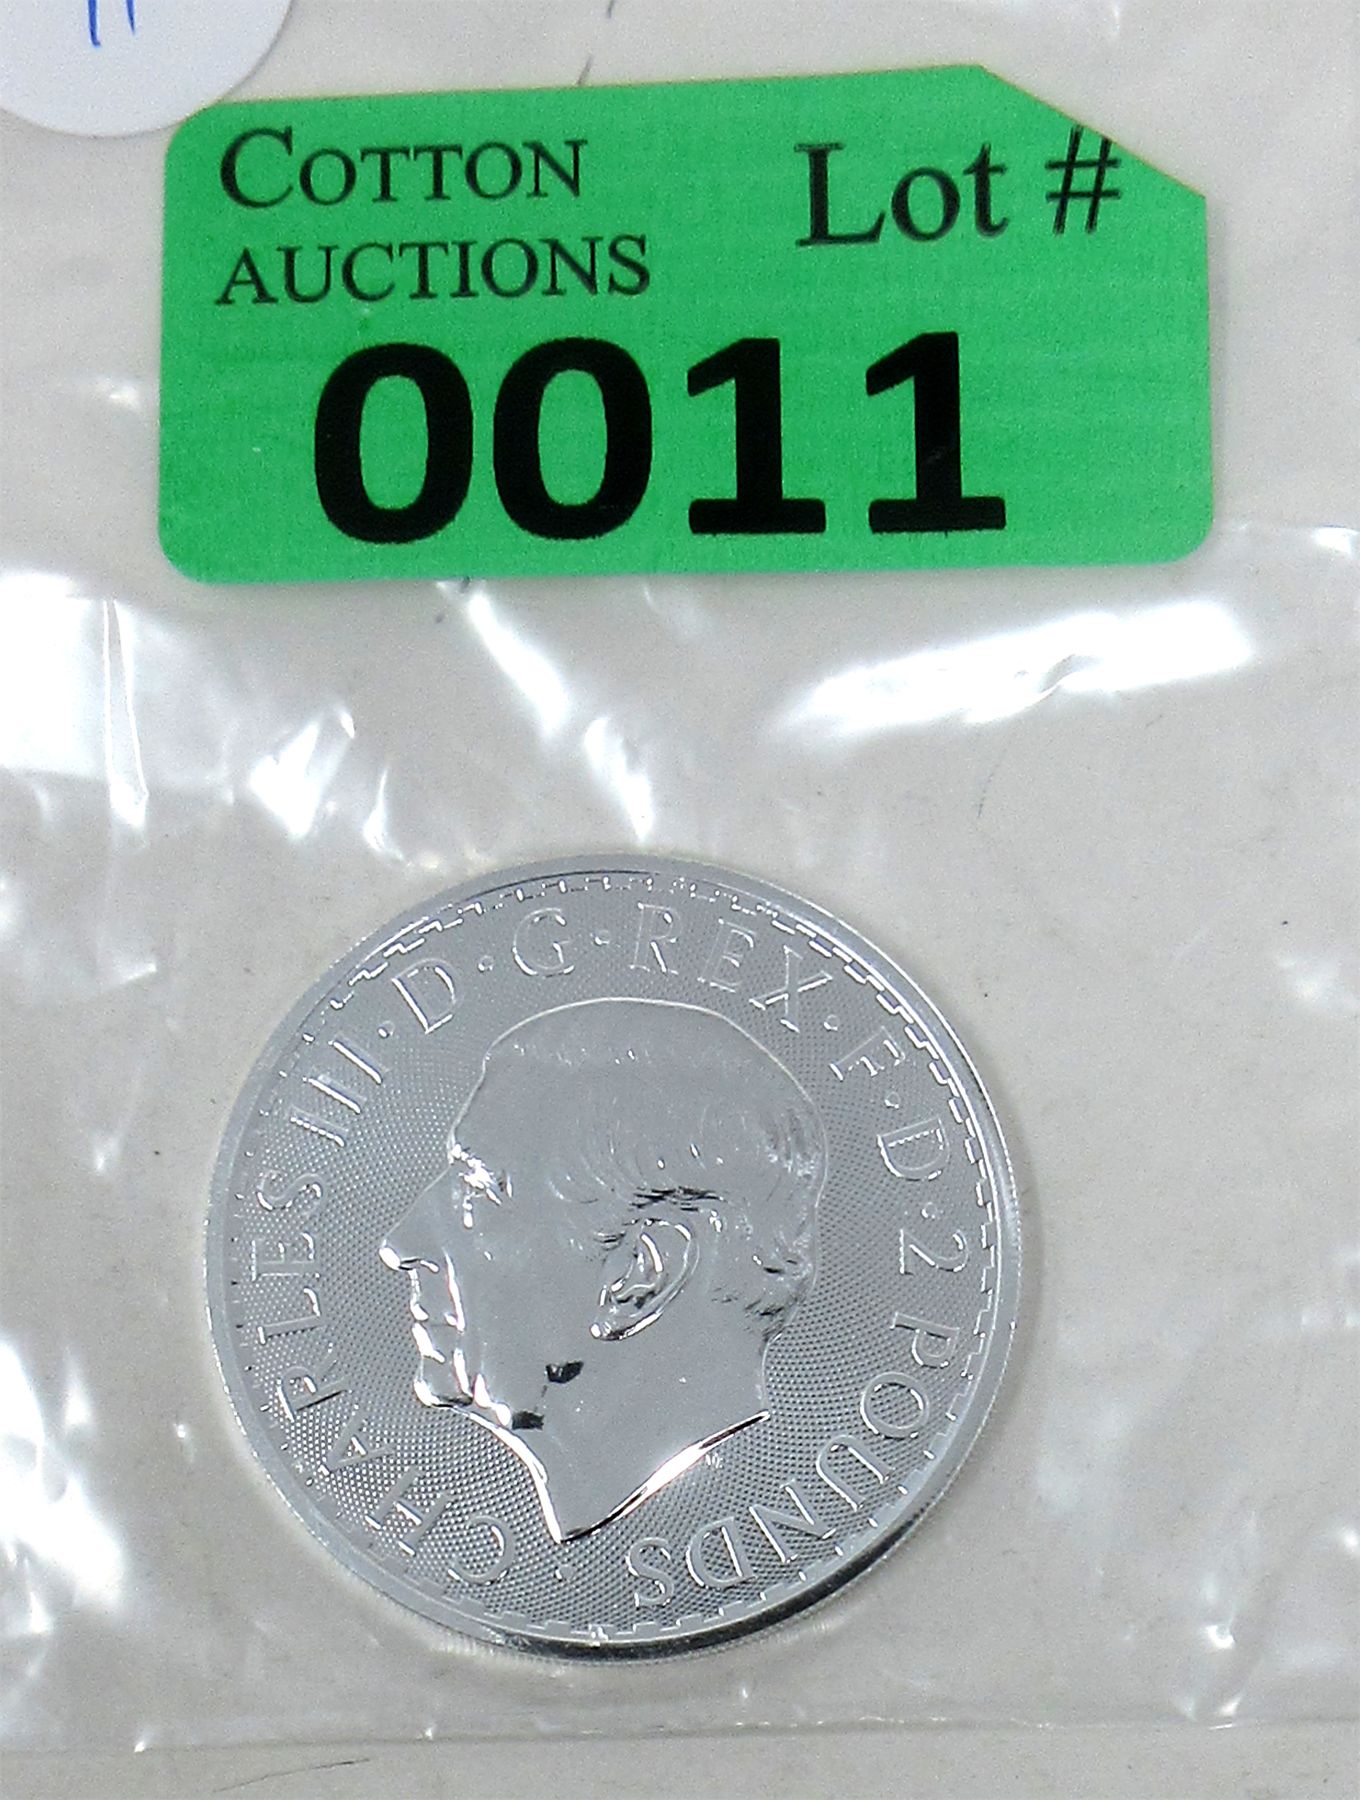 COTTON
AUCTIONS
Lot #
0011
CHARLES III · D · G · REX · F · D · 2 POUNDS ·